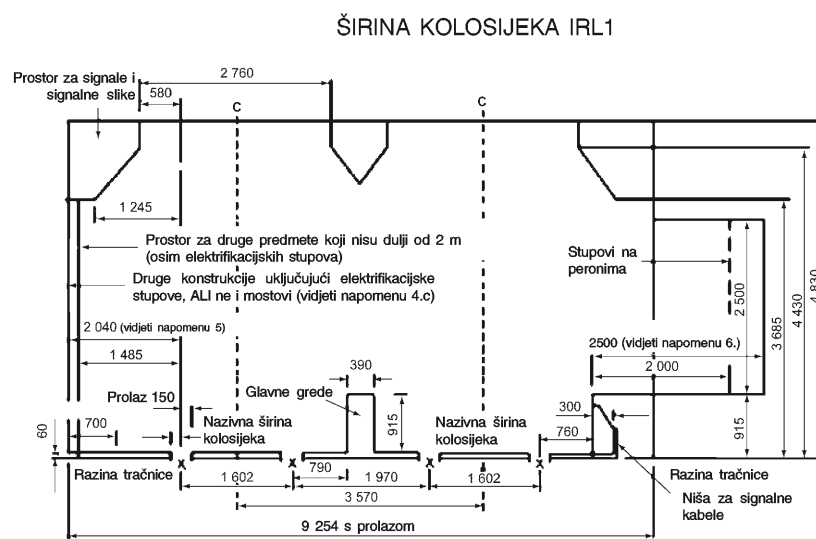 ŠIRINA KOLOSIJEKA IRL1
Prostor za signale i
signalne slike
2 760
580
C
C
1 245
Prostor za druge predmete koji nisu dulji od 2 m
(osim elektrifikacijskih stupova)
Druge konstrukcije uključujući elektrifikacijske
stupove, ALI ne i mostovi (vidjeti napomenu 4.c)
Stupovi na
peronima
2 500
3 685
4 430
4 830
2 040 (vidjeti napomenu 5)
1 485
2500 (vidjeti napomenu 6.)
2 000
390
Prolaz 150
Glavne grede
700
Nazivna širina
kolosijeka
915
Nazivna širina
kolosijeka
300
760
915
60
Razina tračnice
x
x
x
x
Razina tračnice
1 602
790
1 970
1 602
3 570
Niša za signalne
kabele
9 254 s prolazom